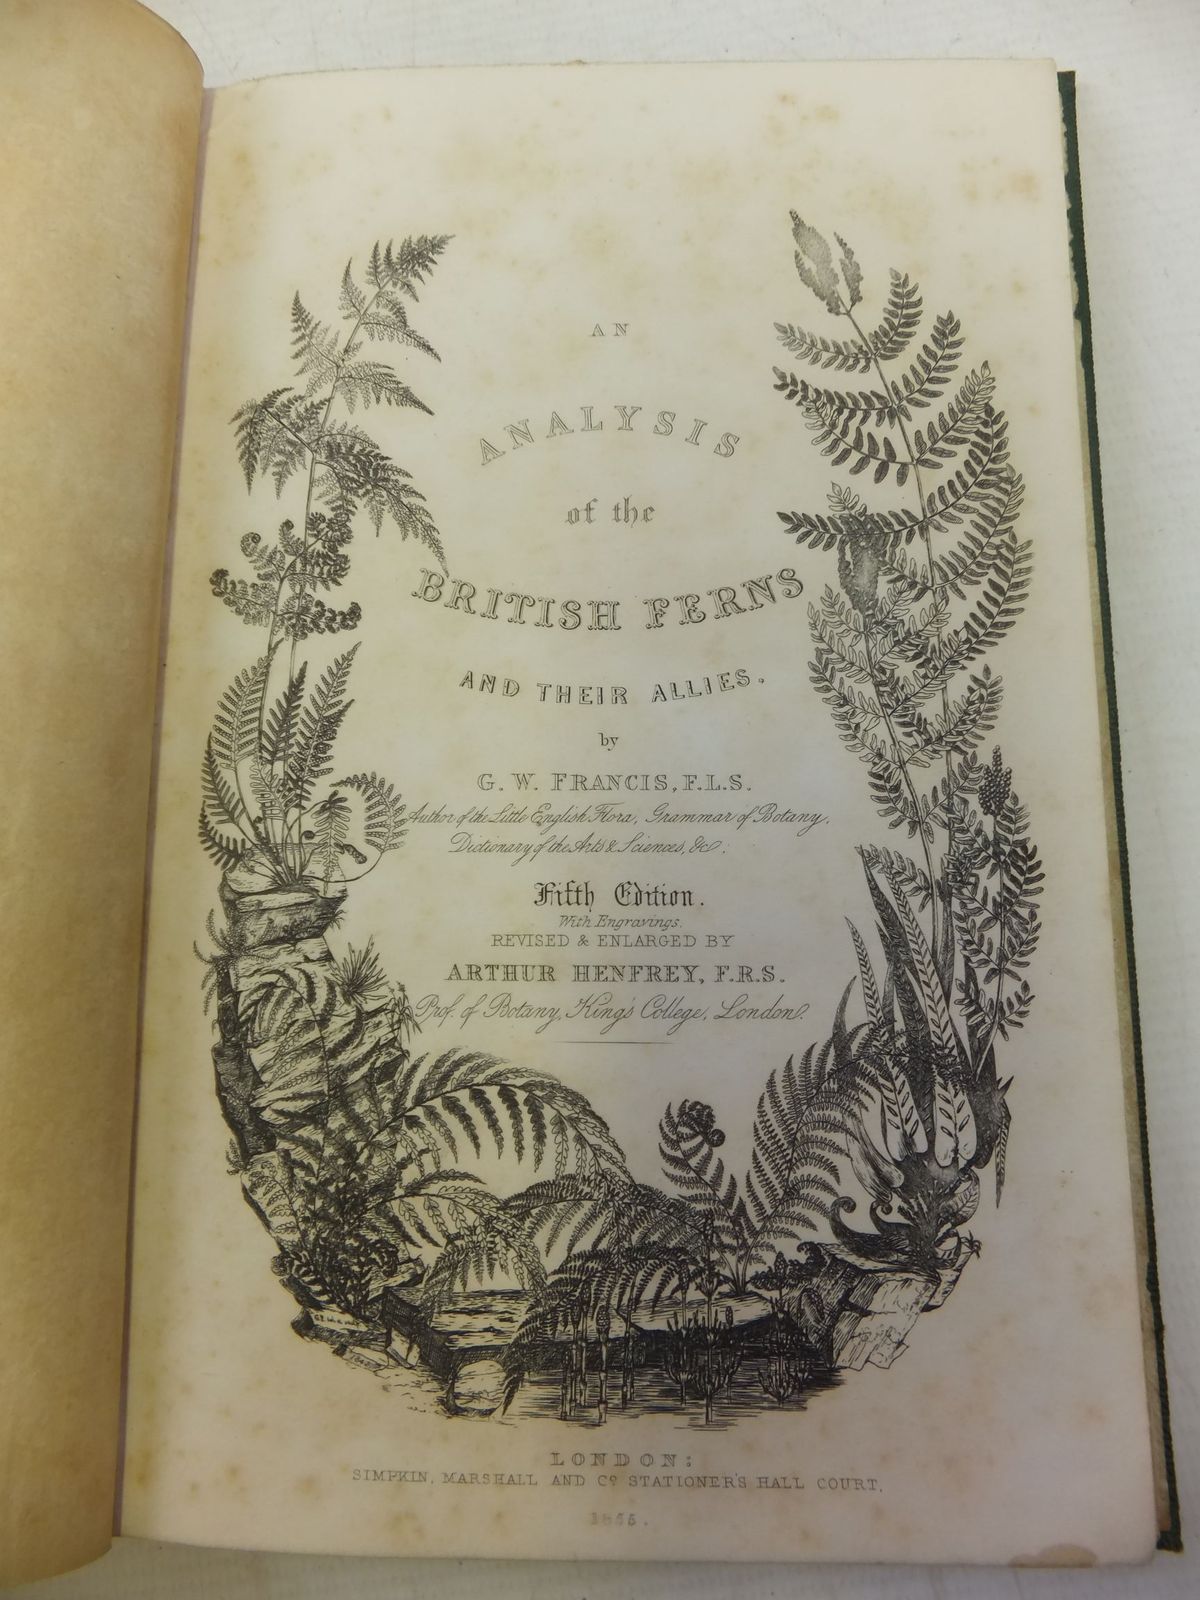 AN
ANALYSIS
of the
BRITISH FERNS
AND THEIR ALLIES.
by
G. W. FRANCIS, F.L.S.
Author of the Little English Flora, Grammar of Botany,
Dictionary of the Arts & Sciences, &c;
Fifth Edition.
With Engravings.
REVISED & ENLARGED BY
ARTHUR HENFREY, F.R.S.
Prof. of Botany, King's College, London.
LONDON:
SIMPKIN, MARSHALL AND Co. STATIONER'S HALL COURT,